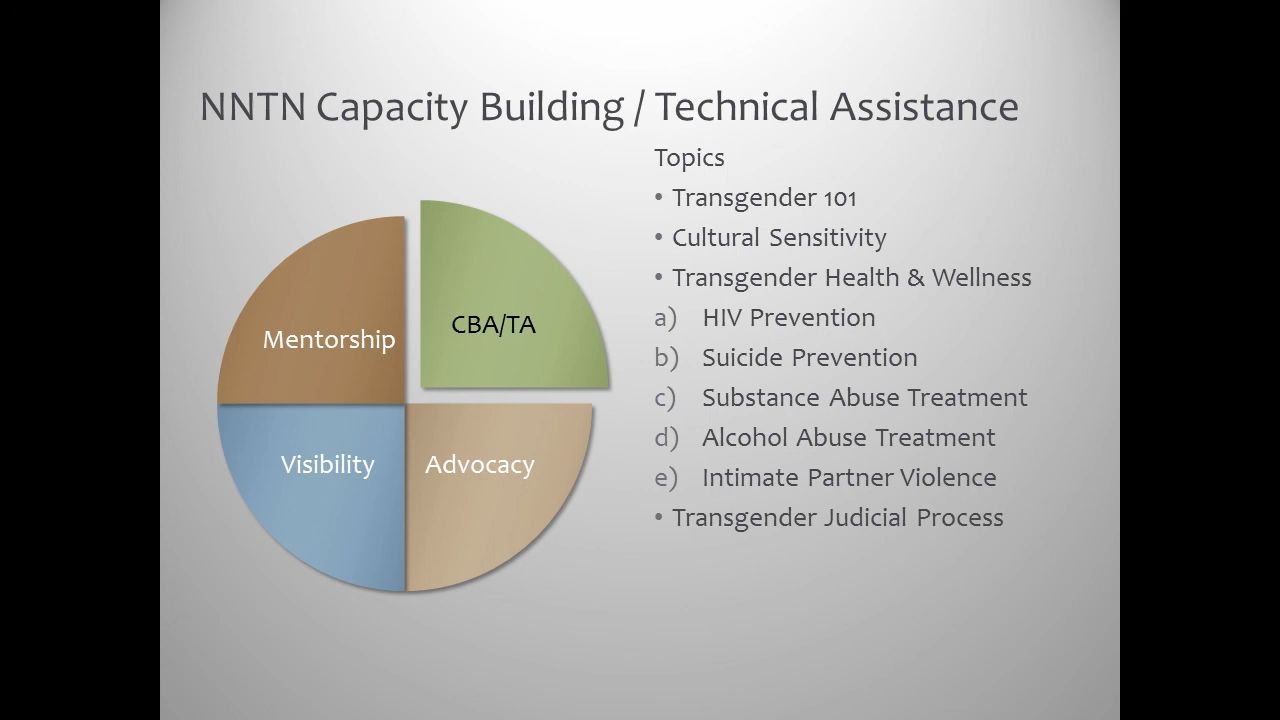 NNTN Capacity Building / Technical Assistance
Mentorship
CBA/TA
Visibility
Advocacy
Topics
• Transgender 101
• Cultural Sensitivity
• Transgender Health & Wellness
a) HIV Prevention
b) Suicide Prevention
c) Substance Abuse Treatment
d) Alcohol Abuse Treatment
e) Intimate Partner Violence
• Transgender Judicial Process